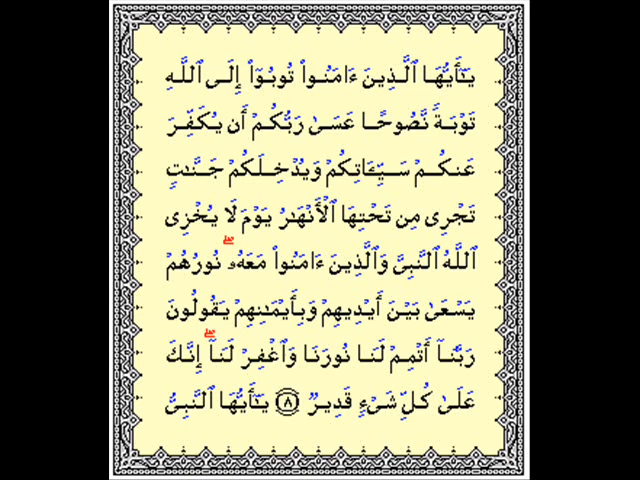 يَـٰٓأَيُّهَا ٱلَّذِينَ ءَامَنُوا۟ تُوبُوٓا۟ إِلَى ٱللَّهِ
تَوْبَةً نَّصُوحًا عَسَىٰ رَبُّكُمْ أَن يُكَفِّرَ
عَنكُمْ سَيِّـَٔاتِكُمْ وَيُدْخِلَكُمْ جَنَّـٰتٍ
تَجْرِى مِن تَحْتِهَا ٱلْأَنْهَـٰرُ يَوْمَ لَا يُخْزِى
ٱللَّهُ ٱلنَّبِىَّ وَٱلَّذِينَ ءَامَنُوا۟ مَعَهُۥ ۖ نُورُهُمْ
يَسْعَىٰ بَيْنَ أَيْدِيهِمْ وَبِأَيْمَـٰنِهِمْ يَقُولُونَ
رَبَّنَآ أَتْمِمْ لَنَا نُورَنَا وَٱغْفِرْ لَنَآ ۖ إِنَّكَ
عَلَىٰ كُلِّ شَىْءٍ قَدِيرٌ ﴿٨﴾ يَـٰٓأَيُّهَا ٱلنَّبِىُّ